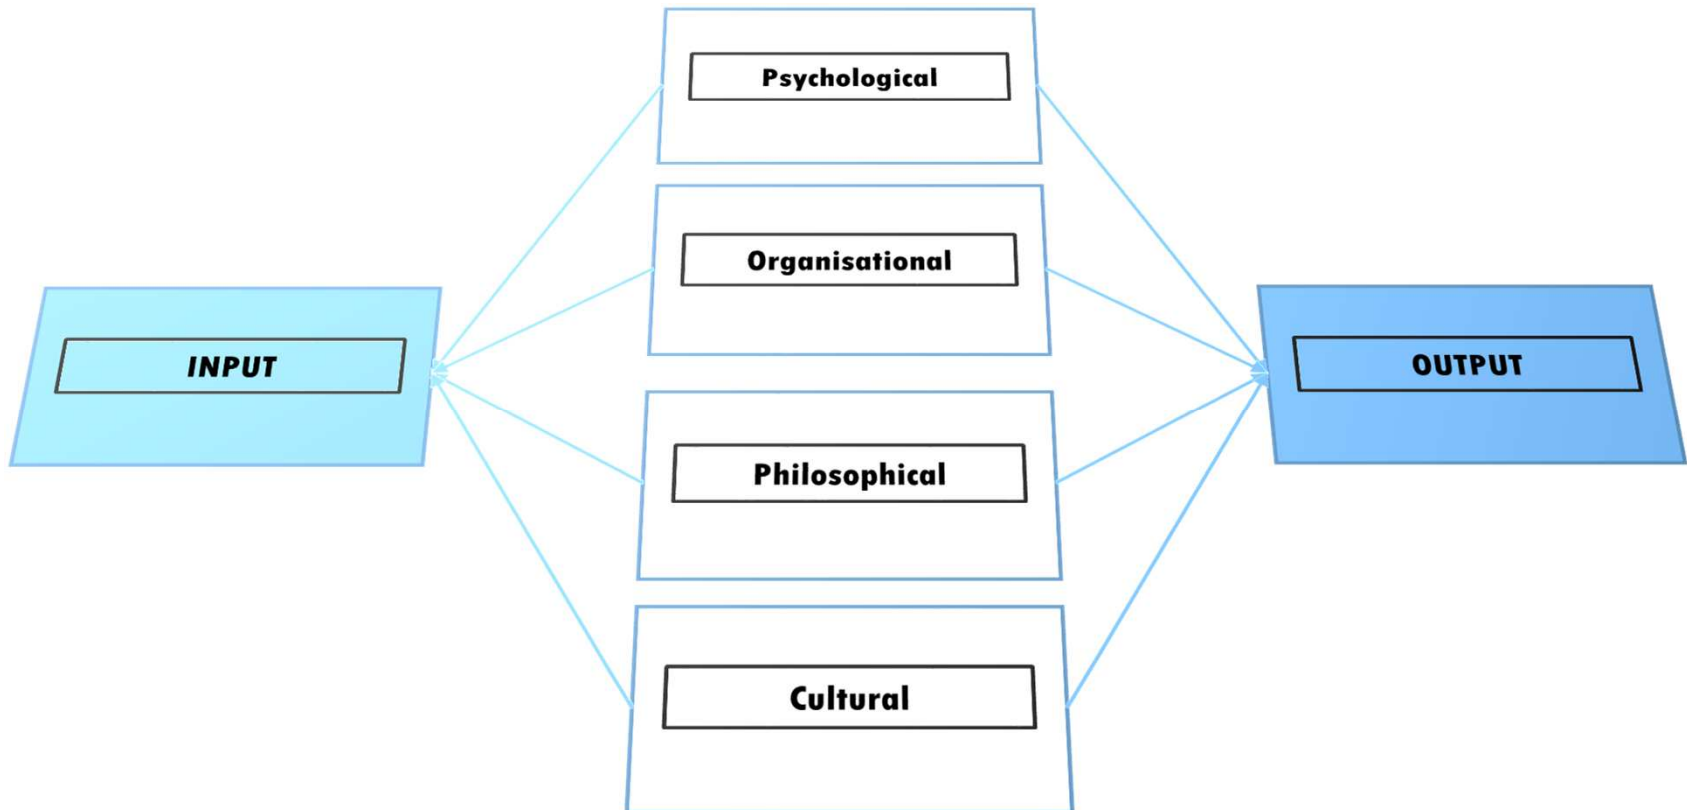 Psychological
Organisational
INPUT
OUTPUT
Philosophical
Cultural